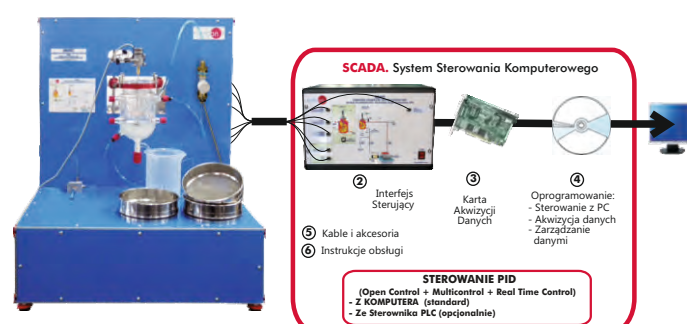 SCADA. System Sterowania Komputerowego
②
Interfejs
Sterujący
③
Karta
Akwizycji
Danych
④
Oprogramowanie:
- Sterowanie z PC
- Akwizycja danych
- Zarządzanie
danymi
⑤ Kable i akcesoria
⑥ Instrukcje obsługi
STEROWANIE PID
(Open Control + Multicontrol + Real Time Control)
- Z KOMPUTERA (standard)
- Ze Sterownika PLC (opcjonalnie)